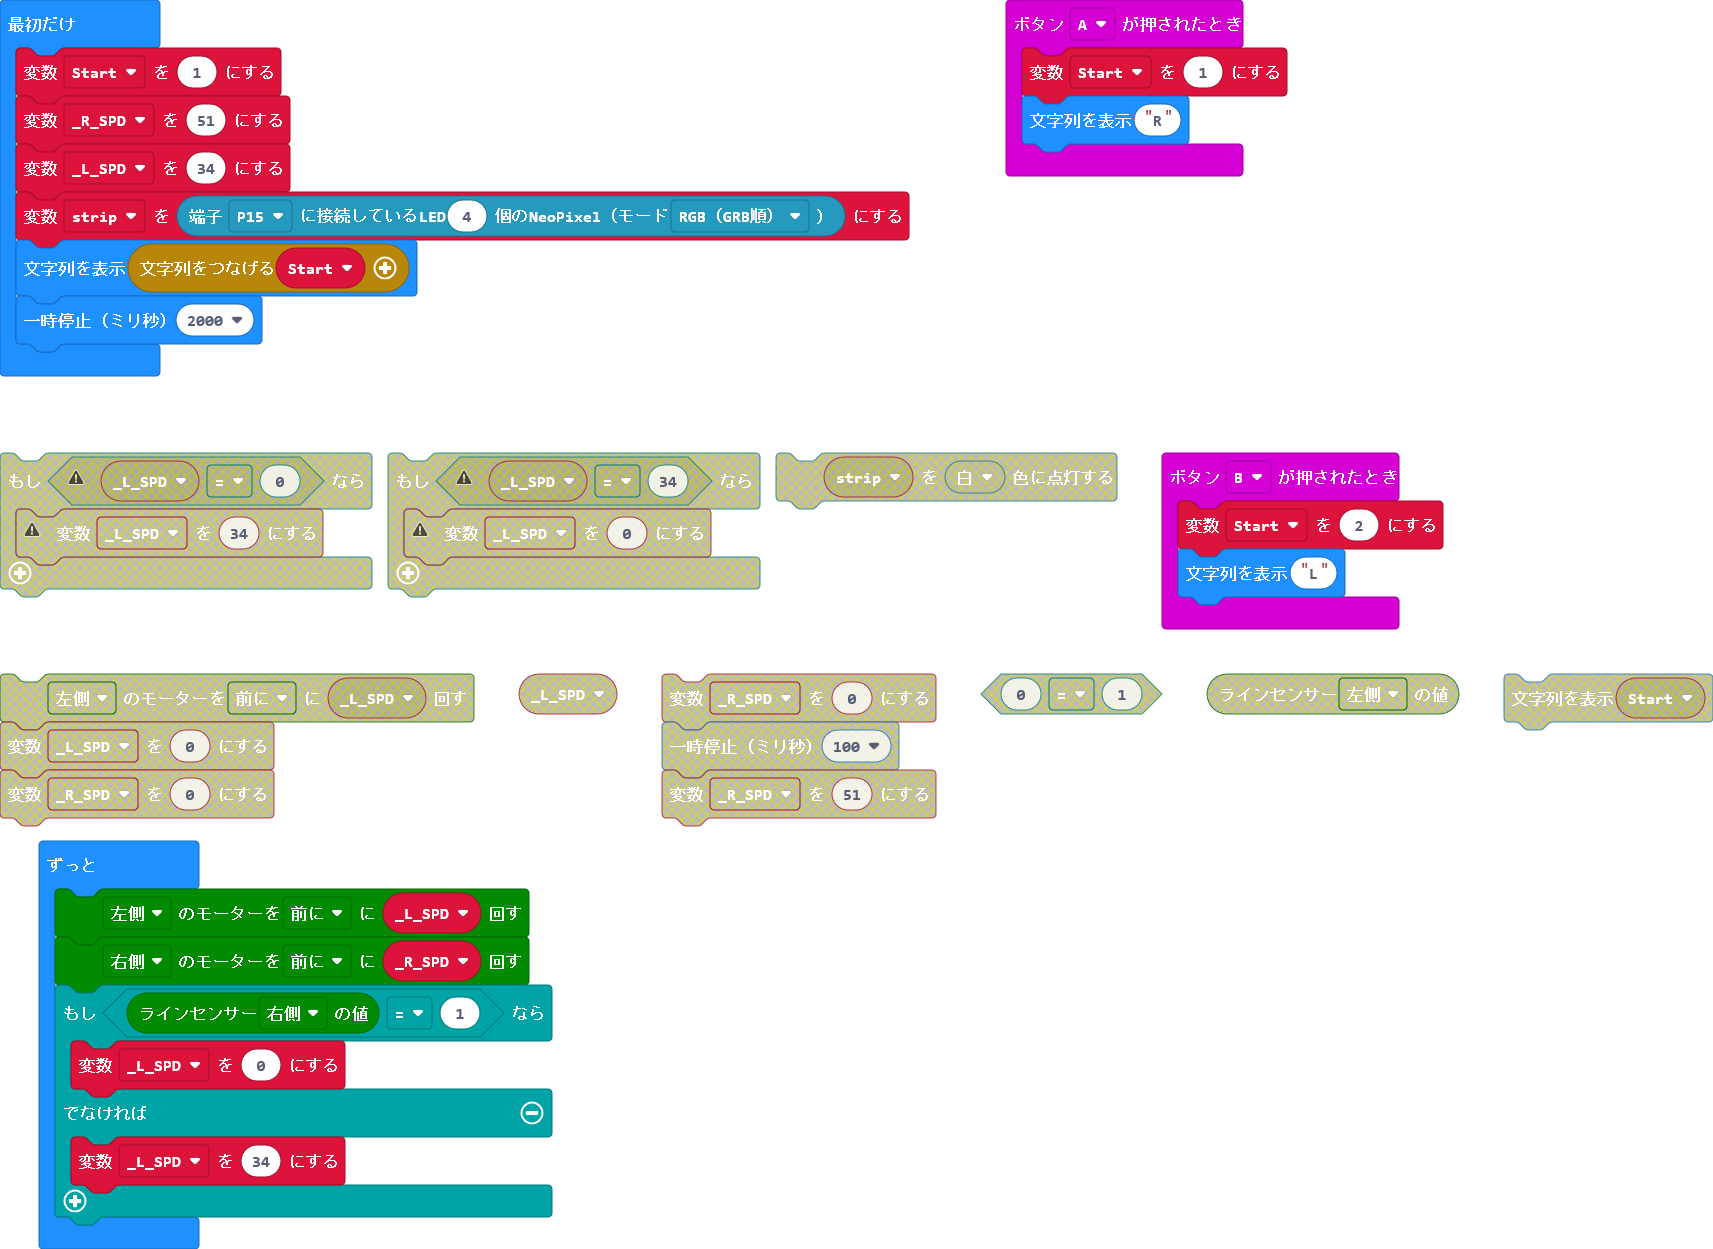 最初だけ
変数 Start を 1 にする
変数 _R_SPD を 51 にする
変数 _L_SPD を 34 にする
変数 strip を 端子 P15 に接続しているLED 4 個のNeoPixel（モード RGB（GRB順） ） にする
文字列を表示 文字列をつなげる Start
一時停止（ミリ秒） 2000
ボタン A が押されたとき
変数 Start を 1 にする
文字列を表示 "R"
もし _L_SPD = 0 なら
変数 _L_SPD を 34 にする
もし _L_SPD = 34 なら
変数 _L_SPD を 0 にする
strip を 白 色に点灯する
ボタン B が押されたとき
変数 Start を 2 にする
文字列を表示 "L"
左側 のモーターを 前に に _L_SPD 回す
変数 _L_SPD を 0 にする
変数 _R_SPD を 0 にする
_L_SPD
変数 _R_SPD を 0 にする
一時停止（ミリ秒） 100
変数 _R_SPD を 51 にする
0 = 1
ラインセンサー 左側 の値
文字列を表示 Start
ずっと
左側 のモーターを 前に に _L_SPD 回す
右側 のモーターを 前に に _R_SPD 回す
もし ラインセンサー 右側 の値 = 1 なら
変数 _L_SPD を 0 にする
でなければ
変数 _L_SPD を 34 にする